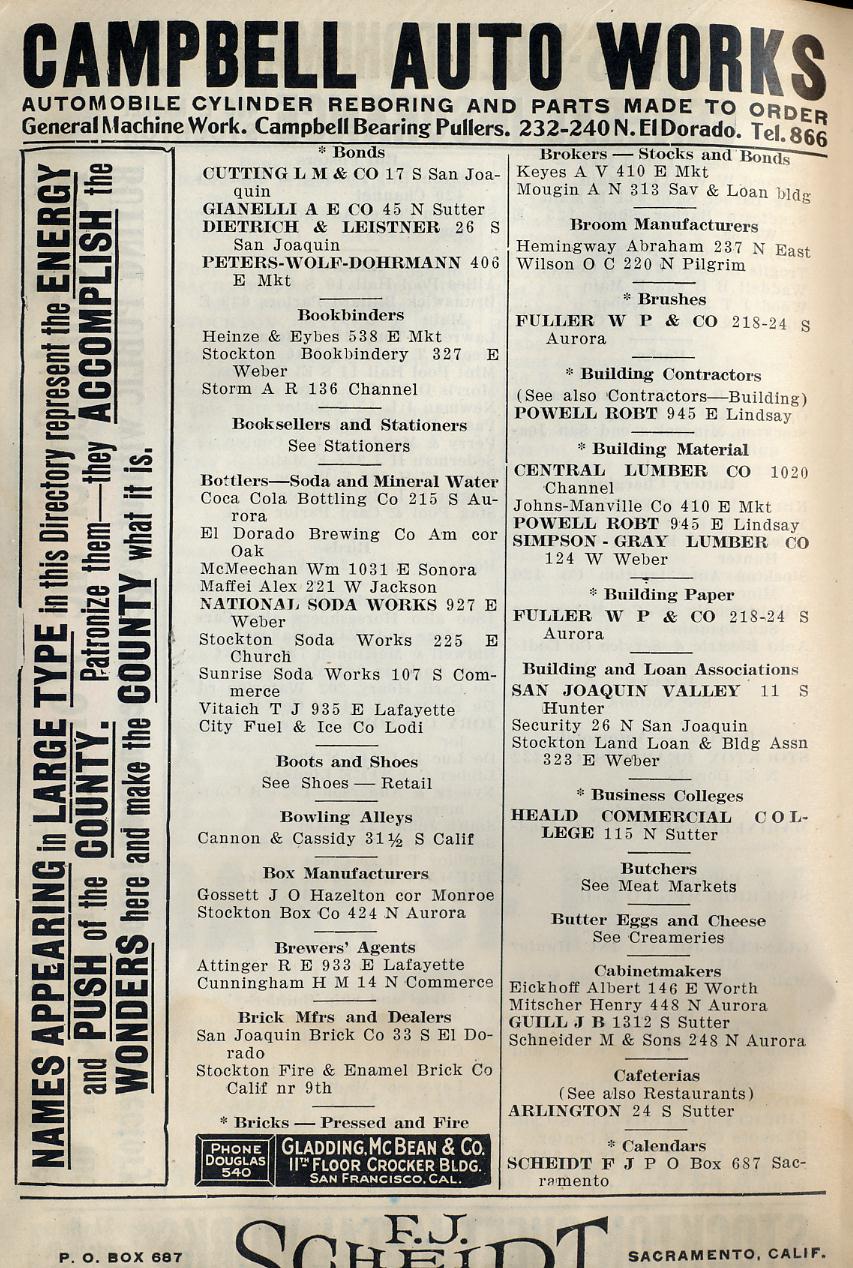 CAMPBELL AUTO WORKS
AUTOMOBILE CYLINDER REBORING AND PARTS MADE TO ORDER
General Machine Work. Campbell Bearing Pullers. 232-240 N. El Dorado. Tel. 866
NAMES APPEARING in LARGE TYPE in this Directory represent the ENERGY
and PUSH of the COUNTY. Patronize them—they ACCOMPLISH the
WONDERS here and make the COUNTY what it is.
* Bonds
CUTTING L M & CO 17 S San Joa-
quin
GIANELLI A E CO 45 N Sutter
DIETRICH & LEISTNER 26 S
San Joaquin
PETERS-WOLF-DOHRMANN 406
E Mkt
Bookbinders
Heinze & Eybes 538 E Mkt
Stockton Bookbindery 327 E
Weber
Storm A R 136 Channel
Booksellers and Stationers
See Stationers
Bottlers—Soda and Mineral Water
Coca Cola Bottling Co 215 S Au-
rora
El Dorado Brewing Co Am cor
Oak
McMeechan Wm 1031 E Sonora
Maffei Alex 221 W Jackson
NATIONAL SODA WORKS 927 E
Weber
Stockton Soda Works 225 E
Church
Sunrise Soda Works 107 S Com-
merce
Vitaich T J 935 E Lafayette
City Fuel & Ice Co Lodi
Boots and Shoes
See Shoes — Retail
Bowling Alleys
Cannon & Cassidy 31½ S Calif
Box Manufacturers
Gossett J O Hazelton cor Monroe
Stockton Box Co 424 N Aurora
Brewers' Agents
Attinger R E 933 E Lafayette
Cunningham H M 14 N Commerce
Brick Mfrs and Dealers
San Joaquin Brick Co 33 S El Do-
rado
Stockton Fire & Enamel Brick Co
Calif nr 9th
* Bricks — Pressed and Fire
PHONE
DOUGLAS
540
GLADDING, McBEAN & Co.
11TH FLOOR CROCKER BLDG.
SAN FRANCISCO, CAL.
Brokers — Stocks and Bonds
Keyes A V 410 E Mkt
Mougin A N 313 Sav & Loan bldg
Broom Manufacturers
Hemingway Abraham 237 N East
Wilson O C 220 N Pilgrim
* Brushes
FULLER W P & CO 218-24 S
Aurora
* Building Contractors
(See also Contractors—Building)
POWELL ROBT 945 E Lindsay
* Building Material
CENTRAL LUMBER CO 1020
Channel
Johns-Manville Co 410 E Mkt
POWELL ROBT 945 E Lindsay
SIMPSON-GRAY LUMBER CO
124 W Weber
* Building Paper
FULLER W P & CO 218-24 S
Aurora
Building and Loan Associations
SAN JOAQUIN VALLEY 11 S
Hunter
Security 26 N San Joaquin
Stockton Land Loan & Bldg Assn
323 E Weber
* Business Colleges
HEALD COMMERCIAL COL-
LEGE 115 N Sutter
Butchers
See Meat Markets
Butter Eggs and Cheese
See Creameries
Cabinetmakers
Eickhoff Albert 146 E Worth
Mitscher Henry 448 N Aurora
GUILL J B 1312 S Sutter
Schneider M & Sons 248 N Aurora
Cafeterias
(See also Restaurants)
ARLINGTON 24 S Sutter
* Calendars
SCHEIDT F J P O Box 687 Sac-
ramento
F.J.
SCHEIDT
P. O. BOX 687
SACRAMENTO, CALIF.